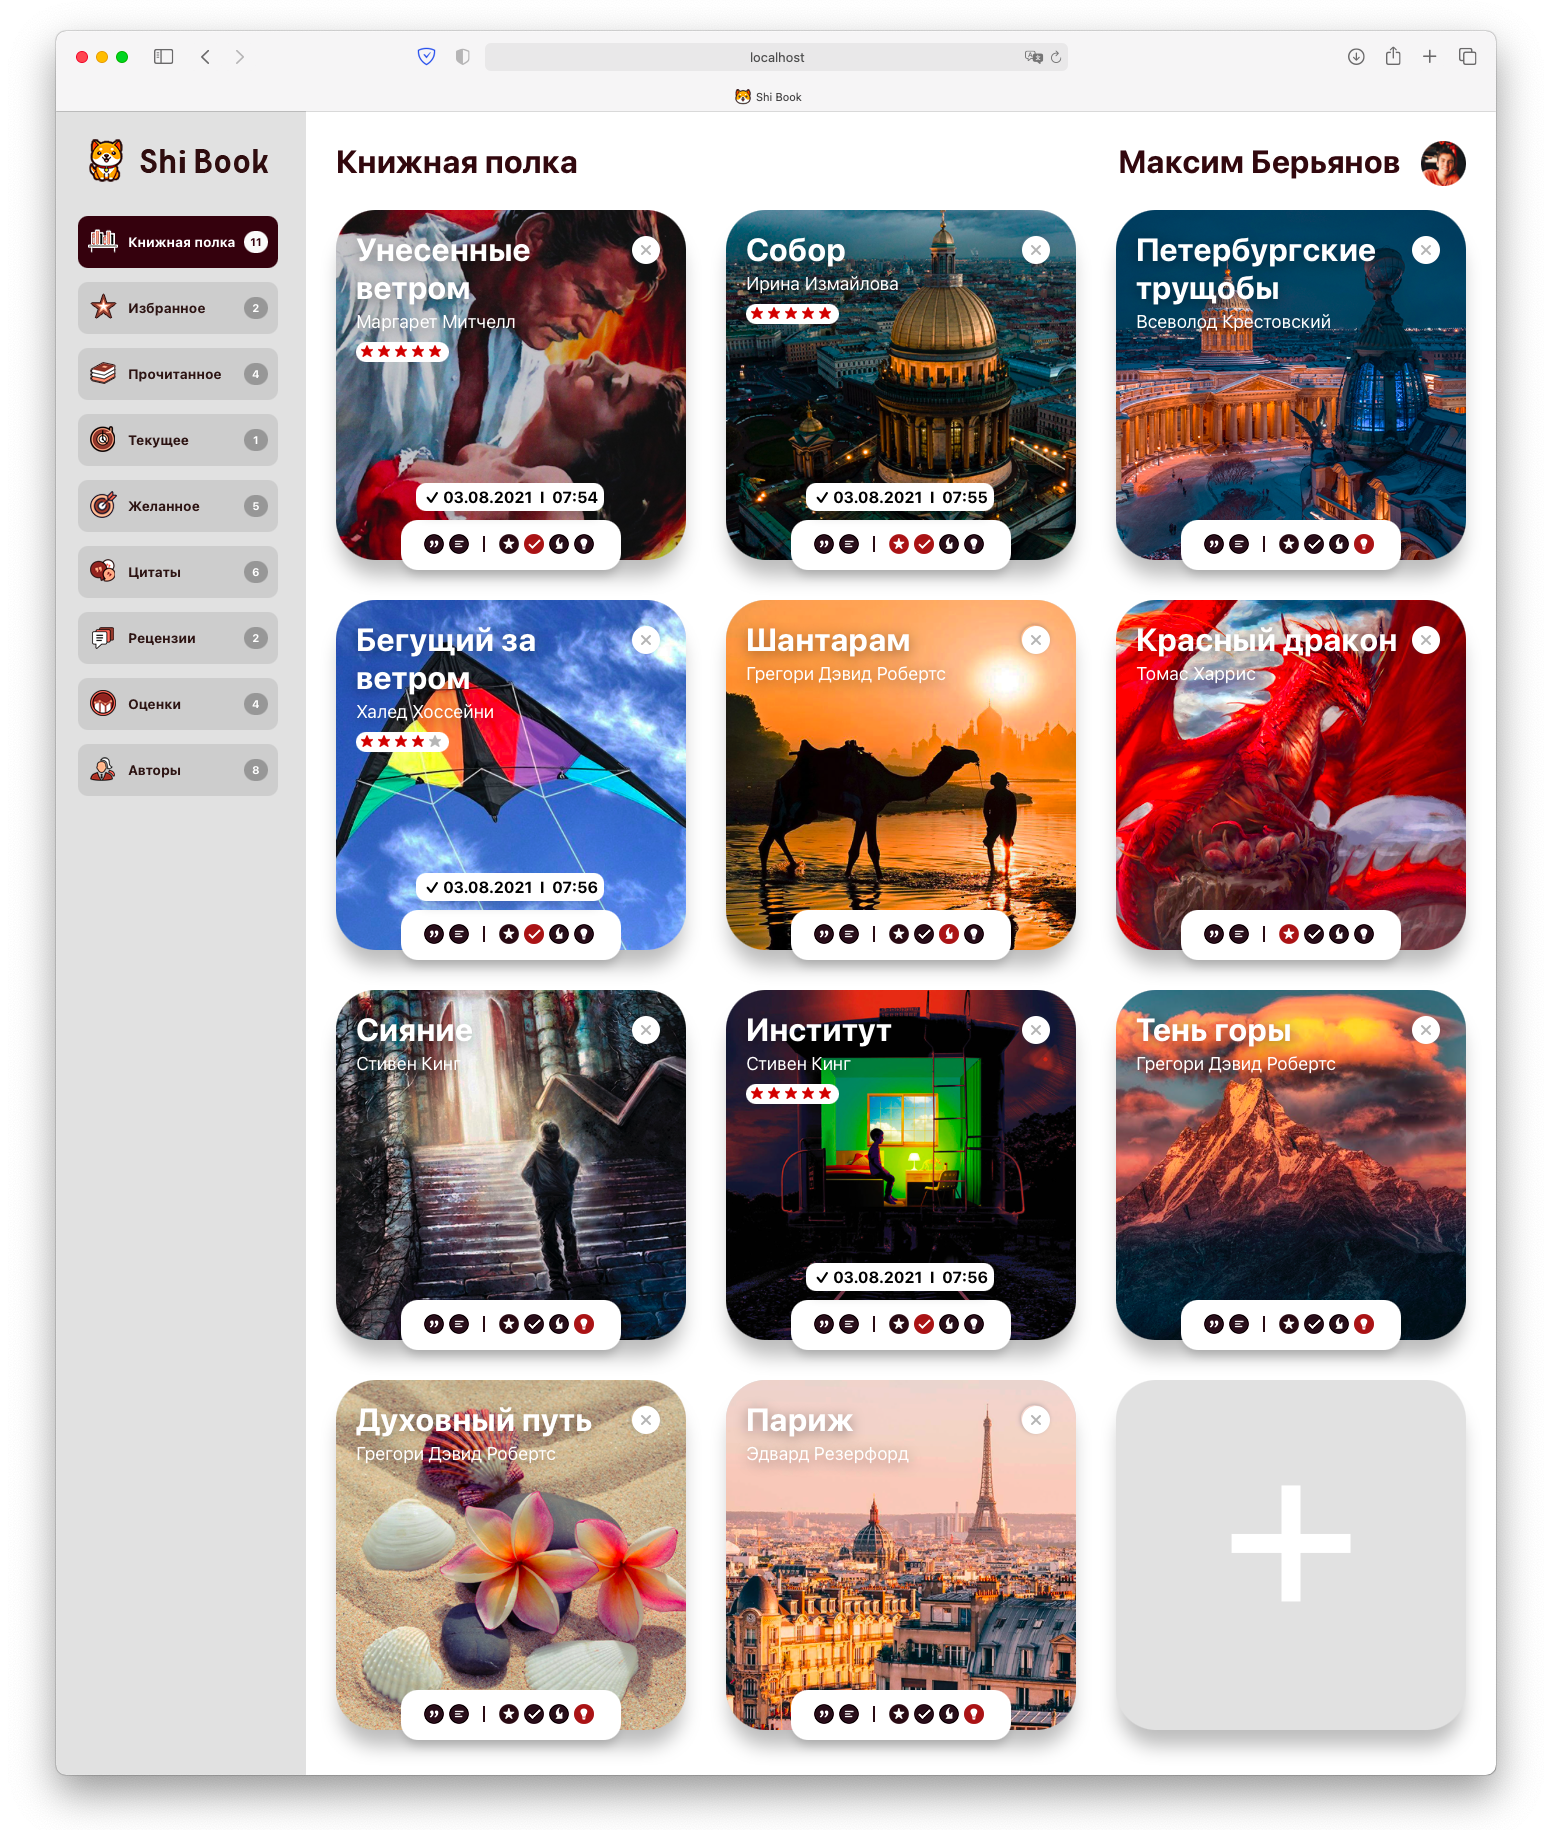 localhost
Shi Book
Shi Book
Книжная полка 11
Избранное 2
Прочитанное 4
Текущее 1
Желанное 5
Цитаты 6
Рецензии 2
Оценки 4
Авторы 8
Книжная полка
Максим Берьянов
Унесенные
ветром
Маргарет Митчелл
03.08.2021 | 07:54
Собор
Ирина Измайлова
03.08.2021 | 07:55
Петербургские
трущобы
Всеволод Крестовский
Бегущий за
ветром
Халед Хоссейни
03.08.2021 | 07:56
Шантарам
Грегори Дэвид Робертс
Красный дракон
Томас Харрис
Сияние
Стивен Кинг
Институт
Стивен Кинг
03.08.2021 | 07:56
Тень горы
Грегори Дэвид Робертс
Духовный путь
Грегори Дэвид Робертс
Париж
Эдвард Резерфорд